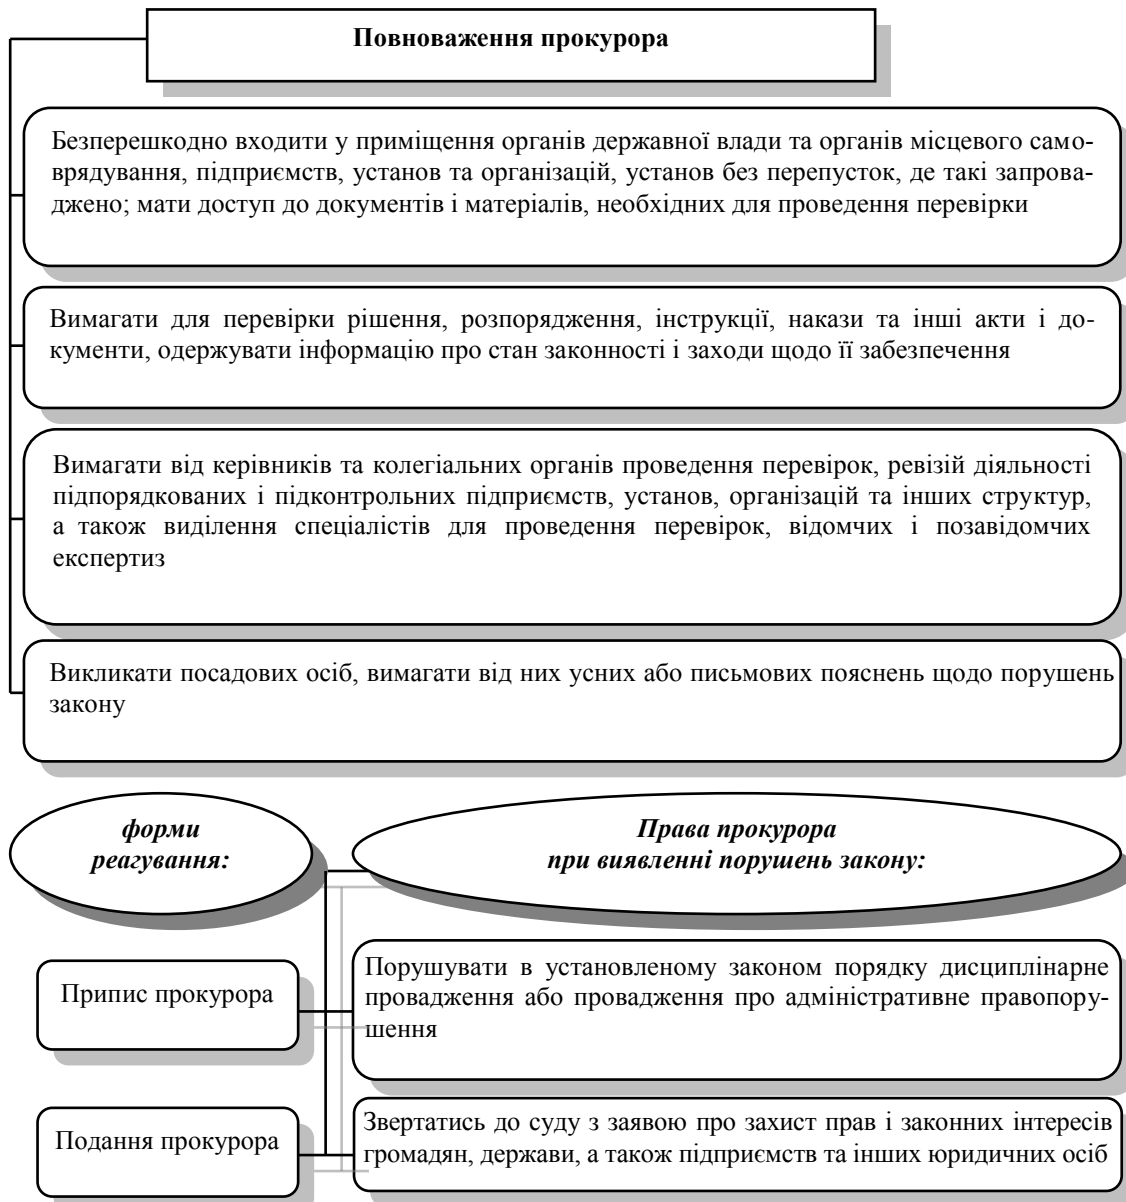 Повноваження прокурора
Безперешкодно входити у приміщення органів державної влади та органів місцевого само-
врядування, підприємств, установ та організацій, установ без перепусток, де такі запрова-
джено; мати доступ до документів і матеріалів, необхідних для проведення перевірки
Вимагати для перевірки рішення, розпорядження, інструкції, накази та інші акти і до-
кументи, одержувати інформацію про стан законності і заходи щодо її забезпечення
Вимагати від керівників та колегіальних органів проведення перевірок, ревізій діяльності
підпорядкованих і підконтрольних підприємств, установ, організацій та інших структур,
а також виділення спеціалістів для проведення перевірок, відомчих і позавідомчих
експертиз
Викликати посадових осіб, вимагати від них усних або письмових пояснень щодо порушень
закону
форми
реагування:
Права прокурора
при виявленні порушень закону:
Припис прокурора
Порушувати в установленому законом порядку дисциплінарне
провадження або провадження про адміністративне правопору-
шення
Подання прокурора
Звертатись до суду з заявою про захист прав і законних інтересів
громадян, держави, а також підприємств та інших юридичних осіб